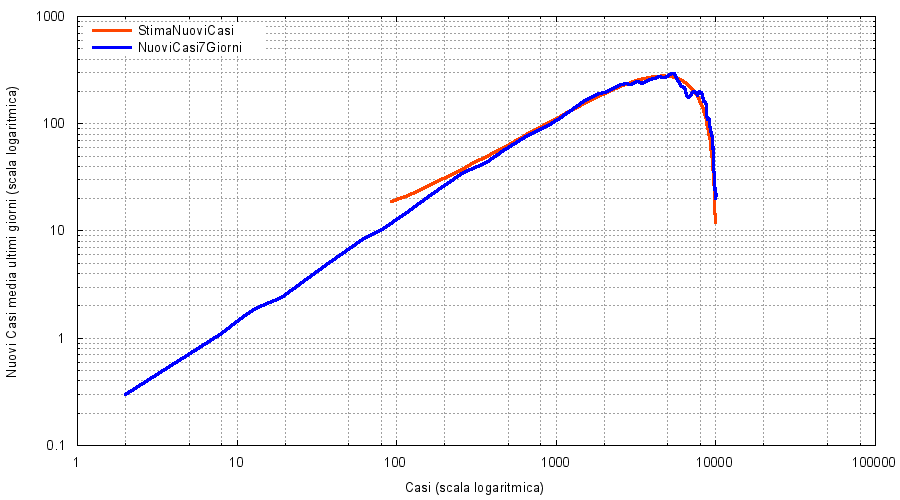 1000
StimaNuoviCasi
NuoviCasi7Giorni
100
10
1
0.1
Nuovi Casi media ultimi giorni (scala logaritmica)
1 10 100 1000 10000 100000
Casi (scala logaritmica)